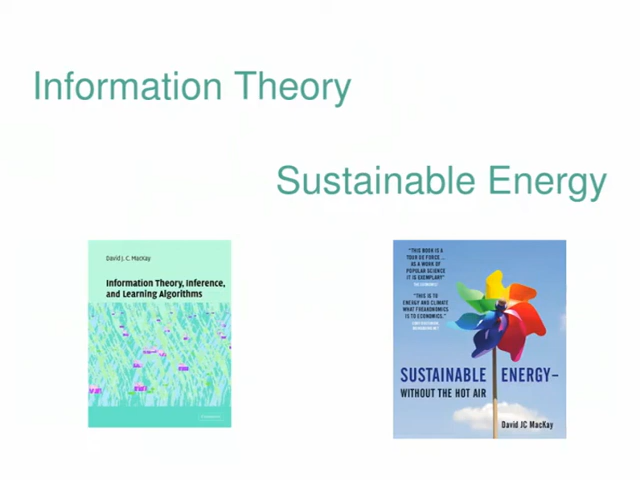 Information Theory
Sustainable Energy
David J. C. MacKay
Information Theory, Inference,
and Learning Algorithms
"THIS BOOK IS A
TOUR DE FORCE ...
AS A WORK OF
POPULAR SCIENCE
IT IS EXEMPLARY"
"THIS IS TO
ENERGY AND CLIMATE
WHAT FREAKONOMICS
IS TO ECONOMICS."
SUSTAINABLE ENERGY–
WITHOUT THE HOT AIR
David JC MacKay